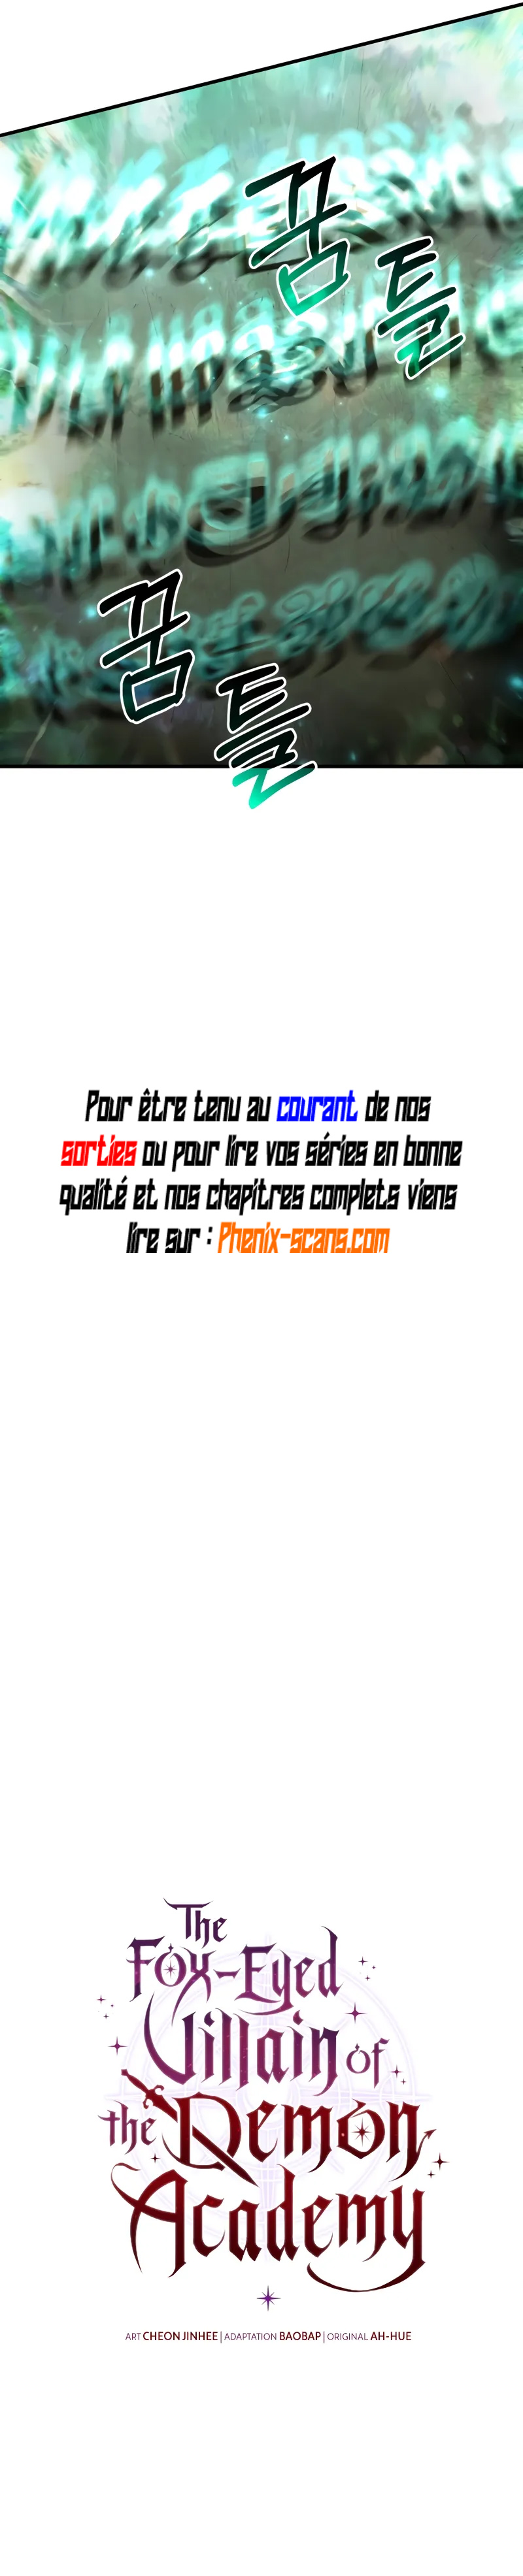 꿈
틀
꿈
틀
Pour être tenu au courant de nos
sorties ou pour lire vos séries en bonne
qualité et nos chapitres complets viens
lire sur : Phenix-scans.com
The
Fox-Eyed
Villain of
the Demon
Academy
ART CHEON JINHEE | ADAPTATION BAOBAP | ORIGINAL AH-HUE